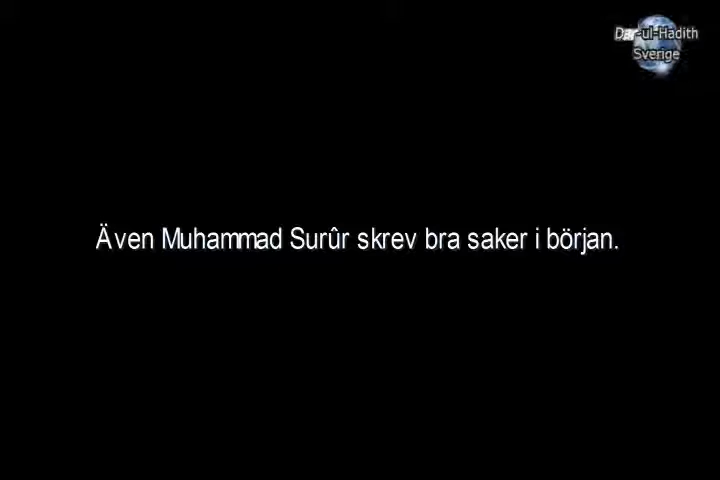 Dar-ul-Hadith
Sverige
Även Muhammad Surûr skrev bra saker i början.